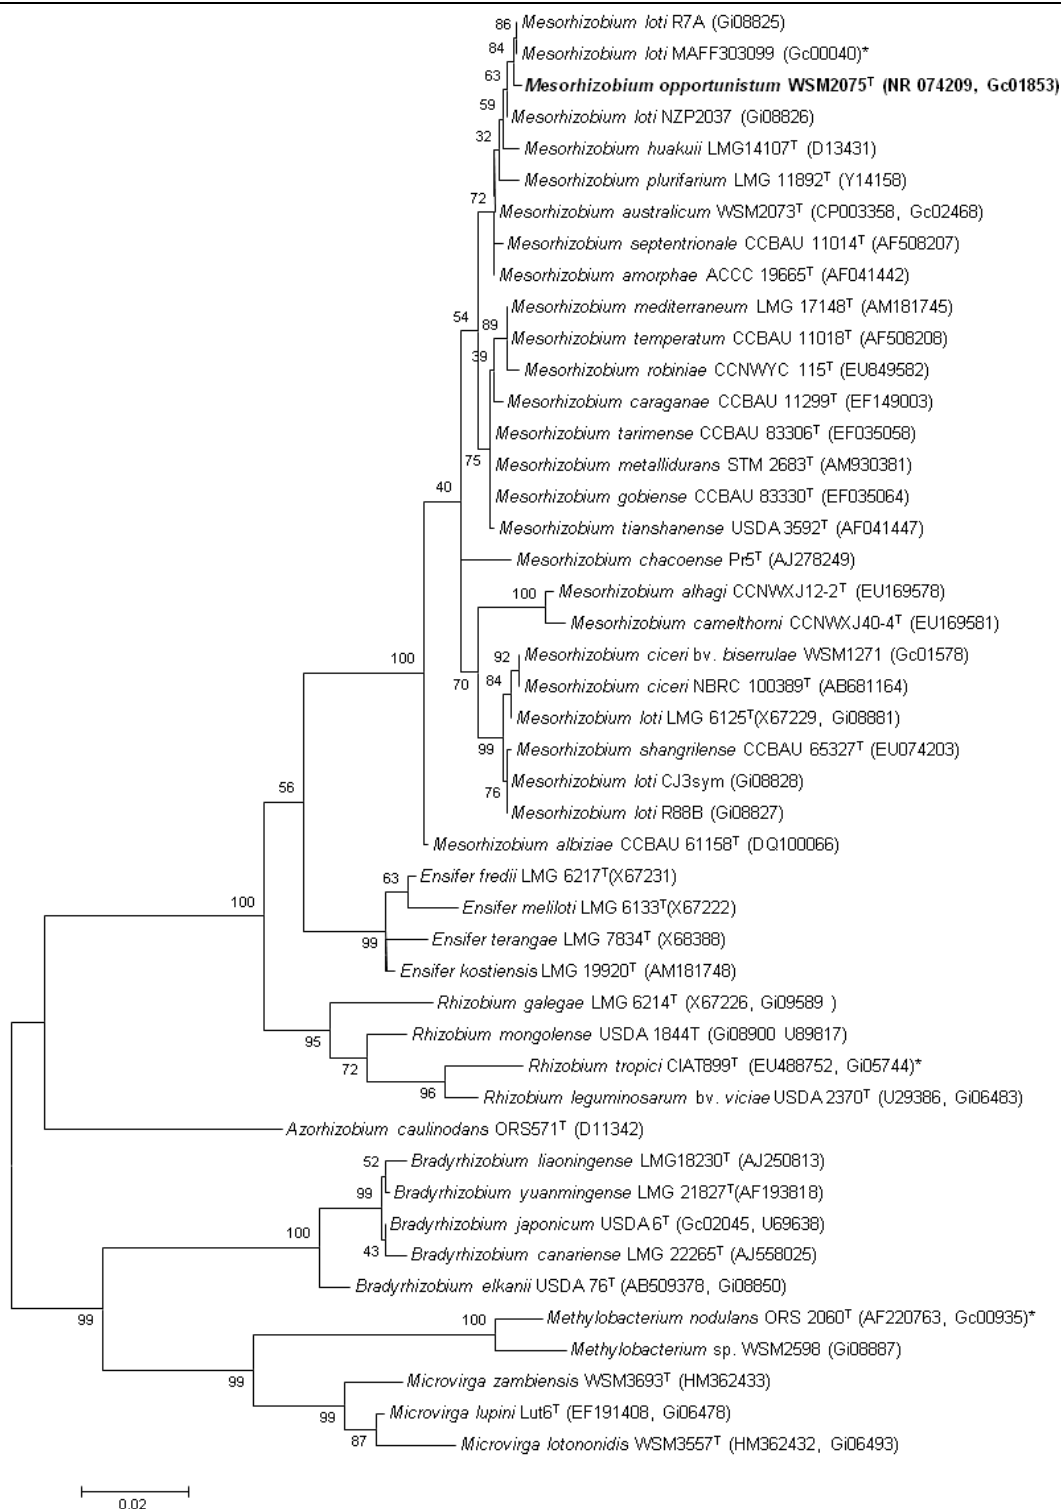 86 Mesorhizobium loti R7A (Gi08825)
84 Mesorhizobium loti MAFF303099 (Gc00040)*
63 Mesorhizobium opportunistum WSM2075ᵀ (NR 074209, Gc01853)
59 Mesorhizobium loti NZP2037 (Gi08826)
32 Mesorhizobium huakuii LMG14107ᵀ (D13431)
Mesorhizobium plurifarium LMG 11892ᵀ (Y14158)
72 Mesorhizobium australicum WSM2073ᵀ (CP003358, Gc02468)
Mesorhizobium septentrionale CCBAU 11014ᵀ (AF508207)
Mesorhizobium amorphae ACCC 19665ᵀ (AF041442)
Mesorhizobium mediterraneum LMG 17148ᵀ (AM181745)
54 89 Mesorhizobium temperatum CCBAU 11018ᵀ (AF508208)
39 Mesorhizobium robiniae CCNWYC 115ᵀ (EU849582)
Mesorhizobium caraganae CCBAU 11299ᵀ (EF149003)
Mesorhizobium tarimense CCBAU 83306ᵀ (EF035058)
75 Mesorhizobium metallidurans STM 2683ᵀ (AM930381)
40 Mesorhizobium gobiense CCBAU 83330ᵀ (EF035064)
Mesorhizobium tianshanense USDA 3592ᵀ (AF041447)
Mesorhizobium chacoense Pr5ᵀ (AJ278249)
100 Mesorhizobium alhagi CCNWXJ12-2ᵀ (EU169578)
Mesorhizobium camelthorni CCNWXJ40-4ᵀ (EU169581)
100 92 Mesorhizobium ciceri bv. biserrulae WSM1271 (Gc01578)
70 84 Mesorhizobium ciceri NBRC 100389ᵀ (AB681164)
Mesorhizobium loti LMG 6125ᵀ(X67229, Gi08881)
99 Mesorhizobium shangrilense CCBAU 65327ᵀ (EU074203)
56 76 Mesorhizobium loti CJ3sym (Gi08828)
Mesorhizobium loti R88B (Gi08827)
Mesorhizobium albiziae CCBAU 61158ᵀ (DQ100066)
63 Ensifer fredii LMG 6217ᵀ(X67231)
100 Ensifer meliloti LMG 6133ᵀ(X67222)
99 Ensifer terangae LMG 7834ᵀ (X68388)
Ensifer kostiensis LMG 19920ᵀ (AM181748)
Rhizobium galegae LMG 6214ᵀ (X67226, Gi09589 )
95 Rhizobium mongolense USDA 1844T (Gi08900 U89817)
72 Rhizobium tropici CIAT899ᵀ (EU488752, Gi05744)*
96 Rhizobium leguminosarum bv. viciae USDA 2370ᵀ (U29386, Gi06483)
Azorhizobium caulinodans ORS571ᵀ (D11342)
52 Bradyrhizobium liaoningense LMG18230ᵀ (AJ250813)
99 Bradyrhizobium yuanmingense LMG 21827ᵀ(AF193818)
100 Bradyrhizobium japonicum USDA 6ᵀ (Gc02045, U69638)
43 Bradyrhizobium canariense LMG 22265ᵀ (AJ558025)
Bradyrhizobium elkanii USDA 76ᵀ (AB509378, Gi08850)
99 100 Methylobacterium nodulans ORS 2060ᵀ (AF220763, Gc00935)*
Methylobacterium sp. WSM2598 (Gi08887)
99 Microvirga zambiensis WSM3693ᵀ (HM362433)
99 Microvirga lupini Lut6ᵀ (EF191408, Gi06478)
87 Microvirga lotononidis WSM3557ᵀ (HM362432, Gi06493)
0.02